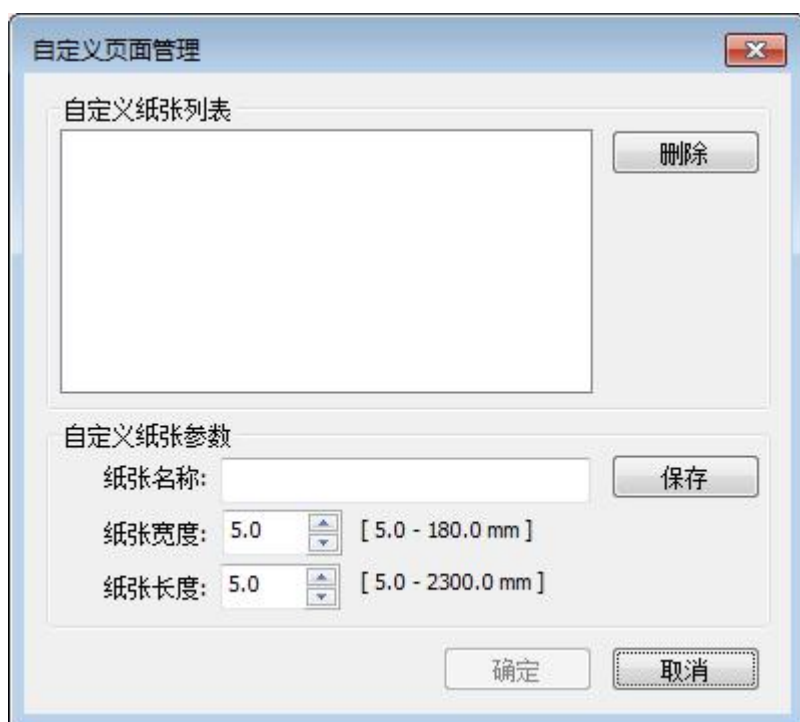 自定义页面管理
自定义纸张列表
删除
自定义纸张参数
纸张名称:
保存
纸张宽度: 5.0 [ 5.0 - 180.0 mm ]
纸张长度: 5.0 [ 5.0 - 2300.0 mm ]
确定 取消